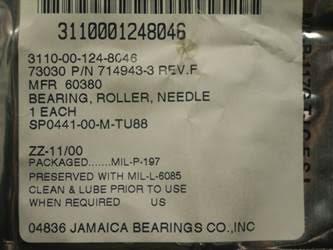 3110001248046
3110-00-124-8046
73030 P/N 714943-3 REV.F
MFR 60380
BEARING, ROLLER, NEEDLE
1 EACH
SP0441-00-M-TU88
ZZ-11/00
PACKAGED.......MIL-P-197
PRESERVED WITH MIL-L-6085
CLEAN & LUBE PRIOR TO USE
WHEN REQUIRED US
04836 JAMAICA BEARINGS CO.,INC